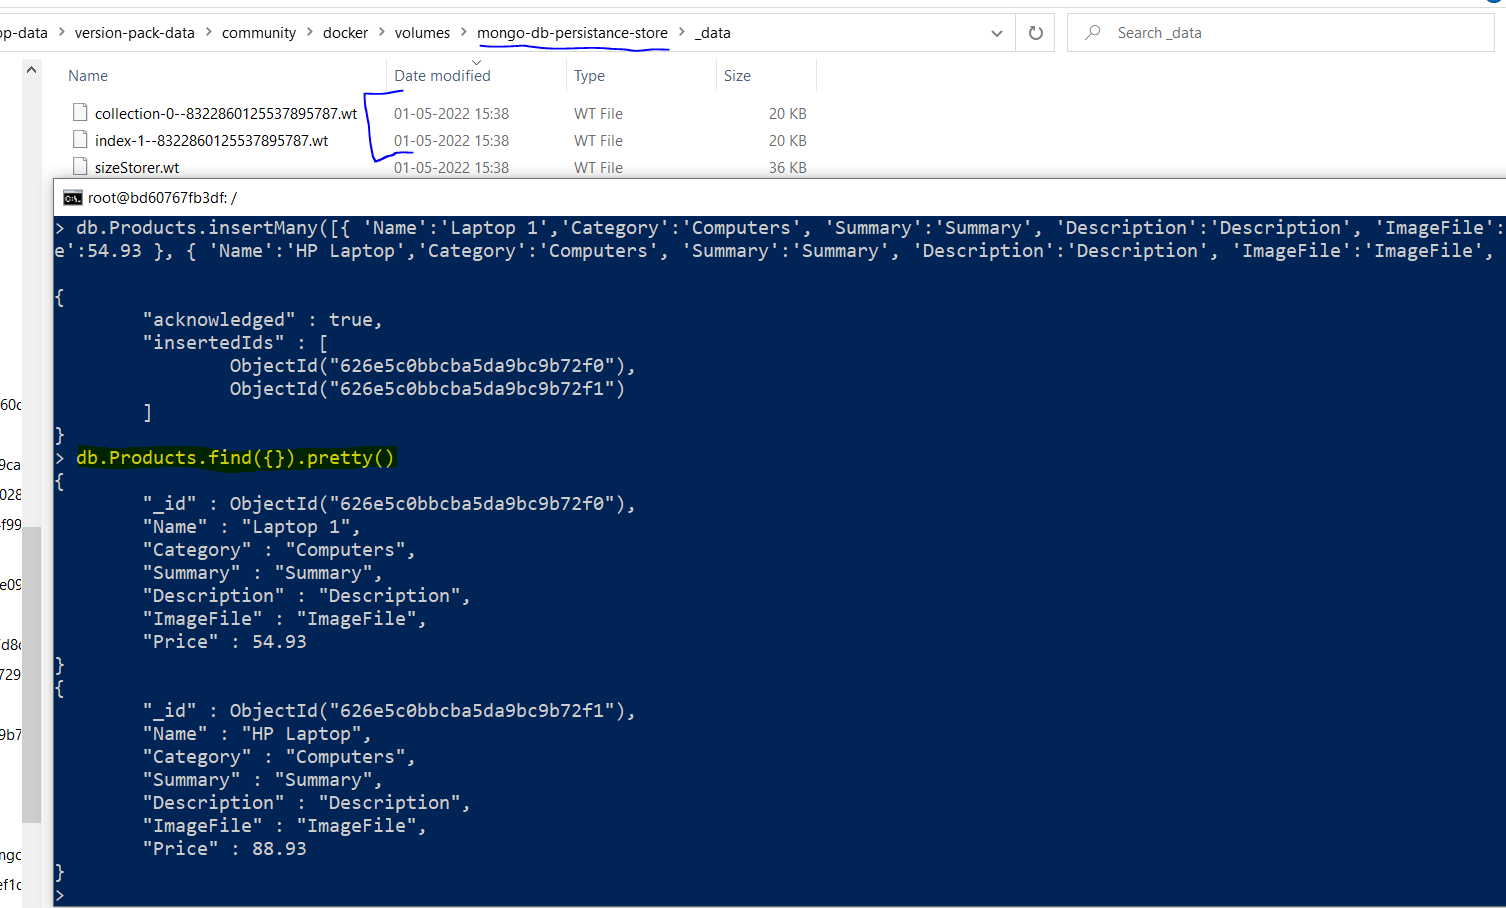 op-data > version-pack-data > community > docker > volumes > mongo-db-persistance-store > _data
Search _data
Name Date modified Type Size
collection-0--8322860125537895787.wt 01-05-2022 15:38 WT File 20 KB
index-1--8322860125537895787.wt 01-05-2022 15:38 WT File 20 KB
sizeStorer.wt 01-05-2022 15:38 WT File 36 KB
root@bd60767fb3df: /
> db.Products.insertMany([{ 'Name':'Laptop 1','Category':'Computers', 'Summary':'Summary', 'Description':'Description', 'ImageFile':
e':54.93 }, { 'Name':'HP Laptop','Category':'Computers', 'Summary':'Summary', 'Description':'Description', 'ImageFile':'ImageFile',
{
"acknowledged" : true,
"insertedIds" : [
ObjectId("626e5c0bbcba5da9bc9b72f0"),
ObjectId("626e5c0bbcba5da9bc9b72f1")
]
}
> db.Products.find({}).pretty()
{
"_id" : ObjectId("626e5c0bbcba5da9bc9b72f0"),
"Name" : "Laptop 1",
"Category" : "Computers",
"Summary" : "Summary",
"Description" : "Description",
"ImageFile" : "ImageFile",
"Price" : 54.93
}
{
"_id" : ObjectId("626e5c0bbcba5da9bc9b72f1"),
"Name" : "HP Laptop",
"Category" : "Computers",
"Summary" : "Summary",
"Description" : "Description",
"ImageFile" : "ImageFile",
"Price" : 88.93
}
>
9ca
028
f99
e09
729
9b7